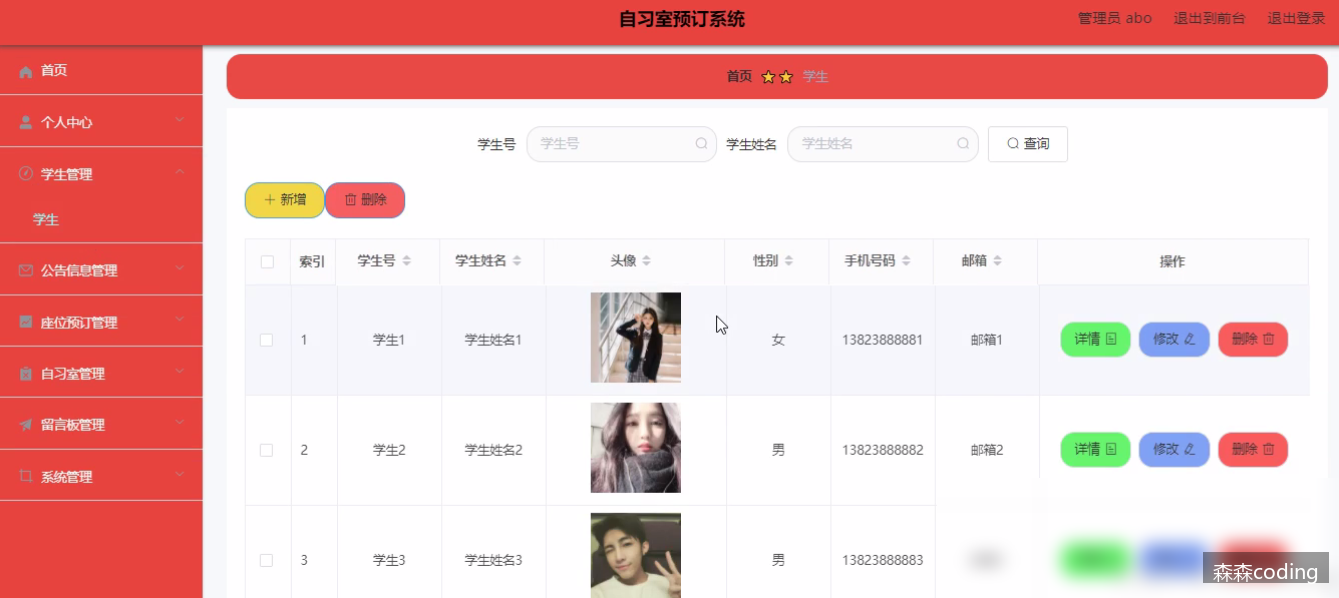 自习室预订系统
管理员 abo 退出到前台 退出登录
首页
个人中心
学生管理
学生
公告信息管理
座位预订管理
自习室管理
留言板管理
系统管理
首页 学生
学生号 学生号 学生姓名 学生姓名 查询
新增 删除
索引 学生号 学生姓名 头像 性别 手机号码 邮箱 操作
1 学生1 学生姓名1 女 13823888881 邮箱1 详情 修改 删除
2 学生2 学生姓名2 男 13823888882 邮箱2 详情 修改 删除
3 学生3 学生姓名3 男 13823888883
森森coding